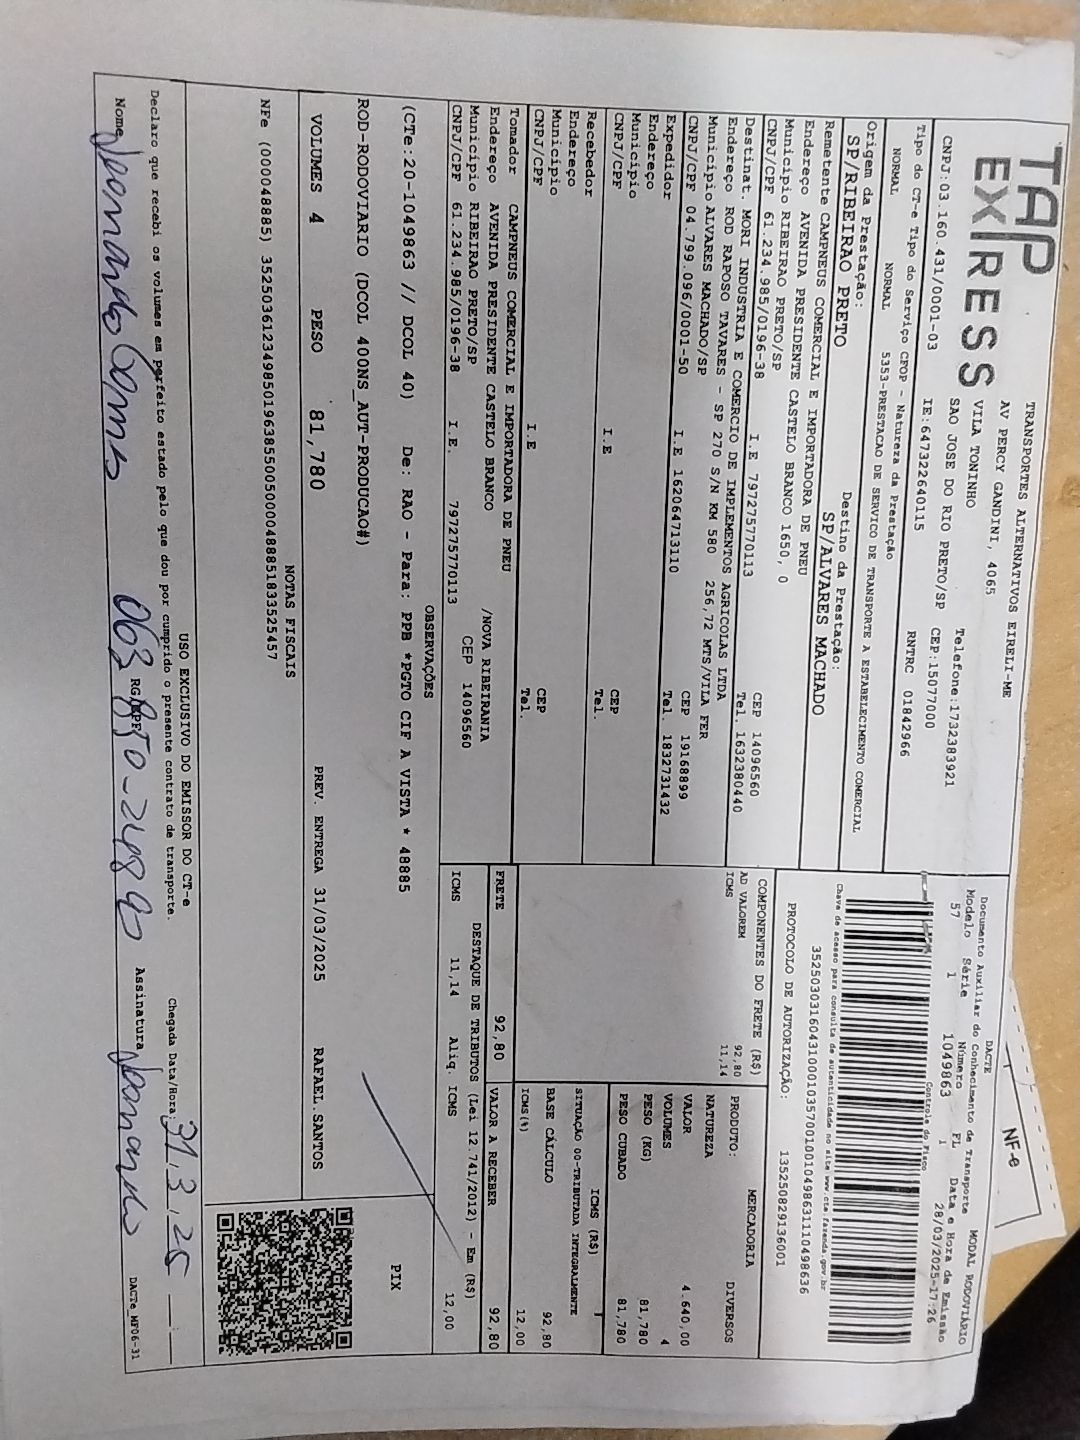 TAP
EXPRESS
TRANSPORTES ALTERNATIVOS EIRELI-ME
AV PERCY GANDINI, 4065
VILA TONINHO
SAO JOSE DO RIO PRETO/SP
Telefone:1732383921
CEP:15077000
CNPJ:03.160.431/0001-03
IE:647322640115
RNTRC 01842966
Tipo do CT-e Tipo do Serviço CFOP - Natureza da Prestação
NORMAL NORMAL 5353-PRESTACAO DE SERVICO DE TRANSPORTE A ESTABELECIMENTO COMERCIAL
Origem da Prestação: Destino da Prestação:
SP/RIBEIRAO PRETO SP/ALVARES MACHADO
Remetente CAMPNEUS COMERCIAL E IMPORTADORA DE PNEU
Endereço AVENIDA PRESIDENTE CASTELO BRANCO 1650, 0
Município RIBEIRAO PRETO/SP CEP 14096560
CNPJ/CPF 61.234.985/0196-38 I.E 797275770113 Tel. 1632380440
Destinat. MORI INDUSTRIA E COMERCIO DE IMPLEMENTOS AGRICOLAS LTDA
Endereço ROD RAPOSO TAVARES - SP 270 S/N KM 580 256,72 MTS/VILA FER
Município ALVARES MACHADO/SP CEP 19168899
CNPJ/CPF 04.799.096/0001-50 I.E 162064713110 Tel 1832731432
Expedidor
Endereço
Município CEP
CNPJ/CPF I.E Tel.
Recebedor
Endereço
Município CEP
CNPJ/CPF I.E Tel.
Tomador CAMPNEUS COMERCIAL E IMPORTADORA DE PNEU
Endereço AVENIDA PRESIDENTE CASTELO BRANCO /NOVA RIBEIRANIA
Município RIBEIRAO PRETO/SP CEP 14096560
CNPJ/CPF 61.234.985/0196-38 I.E. 797275770113
DACTE
Documento Auxiliar do Conhecimento de Transporte MODAL RODOVIÁRIO
Modelo Série Número FL Data e Hora de Emissão
57 1 1049863 1 28/03/2025-17:26
Controle do Fisco
Chave de acesso para consulta de autenticidade no site www.cte.fazenda.gov.br
35250303160431000103570010010498631110498636
PROTOCOLO DE AUTORIZAÇÃO: 135250829136001
COMPONENTES DO FRETE (R$)
AD VALOREM 92,80
ICMS 11,14
MERCADORIA
PRODUTO: DIVERSOS
NATUREZA
VALOR 4.640,00
VOLUMES 4
PESO (KG) 81,780
PESO CUBADO 81,780
ICMS (R$)
SITUAÇÃO 00-TRIBUTADA INTEGRALMENTE
BASE CÁLCULO 92,80
ICMS(%) 12,00
FRETE 92,80 VALOR A RECEBER 92,80
DESTAQUE DE TRIBUTOS (Lei 12.741/2012) - Em (R$)
ICMS 11,14 Aliq. ICMS 12,00
OBSERVAÇÕES
(CTe:20-1049863 // DCOL 40) De: RAO - Para: PPB *PGTO CIF A VISTA * 48885
ROD-RODOVIARIO (DCOL 400NS_AUT-PRODUCAO#)
PIX
VOLUMES 4 PESO 81,780 PREV. ENTREGA 31/03/2025 RAFAEL.SANTOS
NOTAS FISCAIS
NFe (000048885) 35250361234985019638550050000488851833525457
USO EXCLUSIVO DO EMISSOR DO CT-e
Declaro que recebi os volumes em perfeito estado pelo que dou por cumprido o presente contrato de transporte. Chegada Data/Hora: 31.3.25
Nome RG/CPF Assinatura
DACTe_MF06-31
NF-e